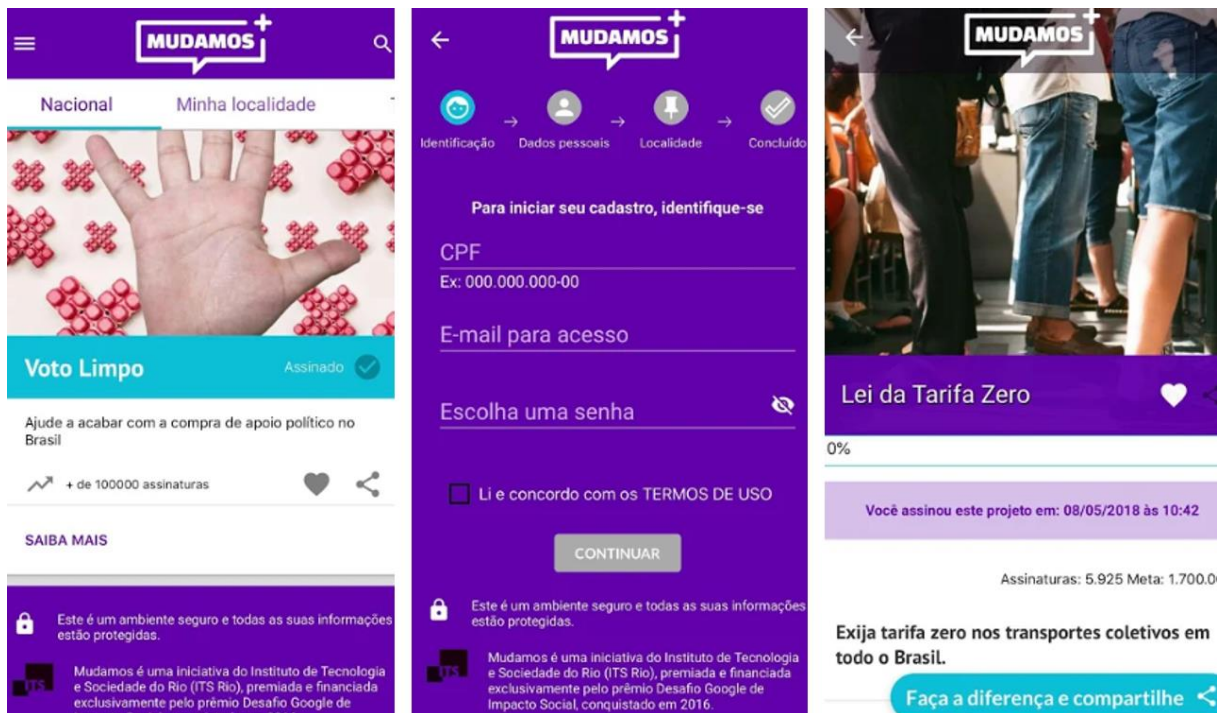 MUDAMOS
Nacional Minha localidade
Voto Limpo
Assinado
Ajude a acabar com a compra de apoio político no
Brasil
+ de 100000 assinaturas
SAIBA MAIS
Este é um ambiente seguro e todas as suas informações
estão protegidas.
ITS
Mudamos é uma iniciativa do Instituto de Tecnologia
e Sociedade do Rio (ITS Rio), premiada e financiada
exclusivamente pelo prêmio Desafio Google de
MUDAMOS
Identificação → Dados pessoais → Localidade → Concluído
Para iniciar seu cadastro, identifique-se
CPF
Ex: 000.000.000-00
E-mail para acesso
Escolha uma senha
Li e concordo com os TERMOS DE USO
CONTINUAR
Este é um ambiente seguro e todas as suas informações
estão protegidas.
ITS
Mudamos é uma iniciativa do Instituto de Tecnologia
e Sociedade do Rio (ITS Rio), premiada e financiada
exclusivamente pelo prêmio Desafio Google de
Impacto Social, conquistado em 2016.
MUDAMOS
Lei da Tarifa Zero
0%
Você assinou este projeto em: 08/05/2018 às 10:42
Assinaturas: 5.925 Meta: 1.700.0
Exija tarifa zero nos transportes coletivos em
todo o Brasil.
Faça a diferença e compartilhe